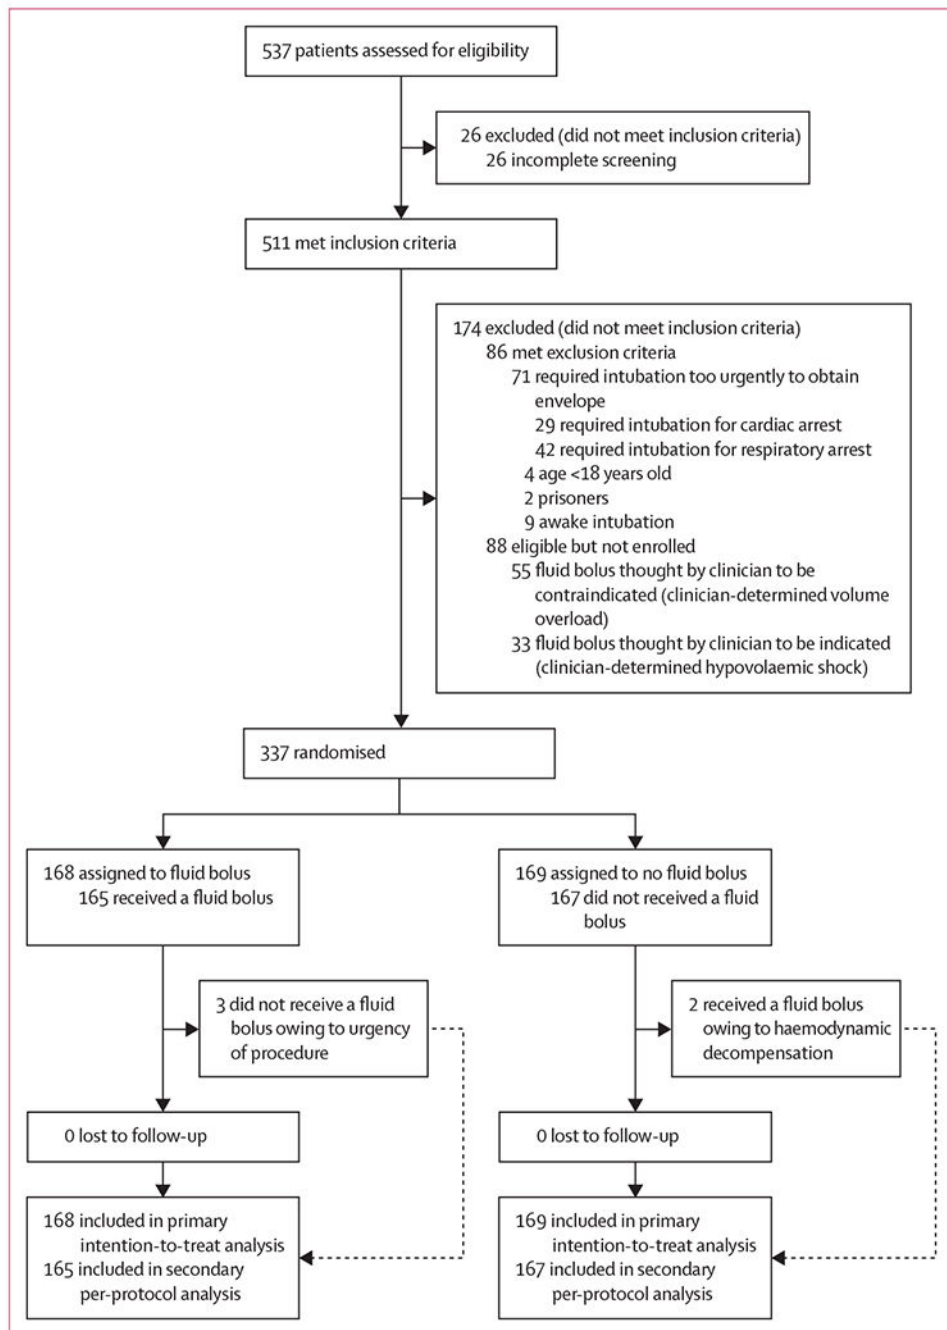 537 patients assessed for eligibility
26 excluded (did not meet inclusion criteria)
26 incomplete screening
511 met inclusion criteria
174 excluded (did not meet inclusion criteria)
86 met exclusion criteria
71 required intubation too urgently to obtain
envelope
29 required intubation for cardiac arrest
42 required intubation for respiratory arrest
4 age <18 years old
2 prisoners
9 awake intubation
88 eligible but not enrolled
55 fluid bolus thought by clinician to be
contraindicated (clinician-determined volume
overload)
33 fluid bolus thought by clinician to be indicated
(clinician-determined hypovolaemic shock)
337 randomised
168 assigned to fluid bolus
165 received a fluid bolus
169 assigned to no fluid bolus
167 did not received a fluid
bolus
3 did not receive a fluid
bolus owing to urgency
of procedure
2 received a fluid bolus
owing to haemodynamic
decompensation
0 lost to follow-up
0 lost to follow-up
168 included in primary
intention-to-treat analysis
165 included in secondary
per-protocol analysis
169 included in primary
intention-to-treat analysis
167 included in secondary
per-protocol analysis